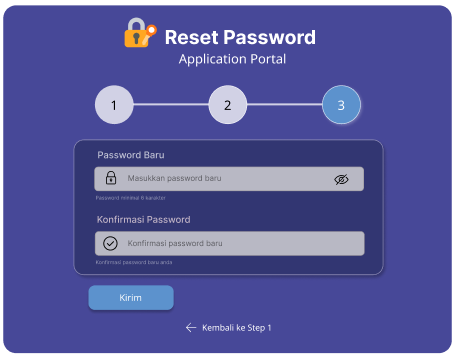 Reset Password
Application Portal
1 2 3
Password Baru
Masukkan password baru
Password minimal 6 karakter
Konfirmasi Password
Konfirmasi password baru
Konfirmasi password baru anda
Kirim
Kembali ke Step 1